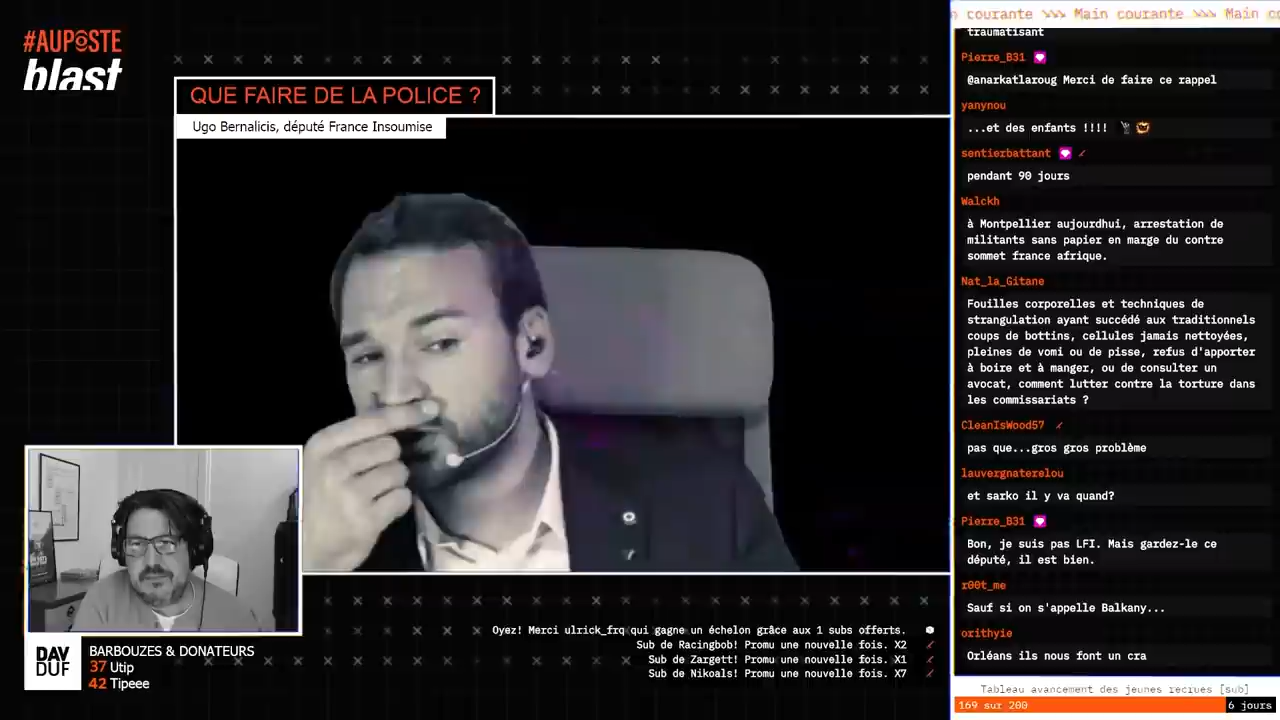 #AUPOSTE
blast
QUE FAIRE DE LA POLICE ?
Ugo Bernalicis, député France Insoumise
DAV
DUF
BARBOUZES & DONATEURS
37 Utip
42 Tipeee
Oyez! Merci ulrick_frq qui gagne un échelon grâce aux 1 subs offerts.
Sub de Racingbob! Promu une nouvelle fois. X2
Sub de Zargett! Promu une nouvelle fois. X1
Sub de Nikoals! Promu une nouvelle fois. X7
courante >>> Main courante >>> Main co
traumatisant
Pierre_B31
@anarkatlaroug Merci de faire ce rappel
yanynou
...et des enfants !!!!
sentierbattant
pendant 90 jours
Walckh
à Montpellier aujourdhui, arrestation de
militants sans papier en marge du contre
sommet france afrique.
Nat_la_Gitane
Fouilles corporelles et techniques de
strangulation ayant succédé aux traditionnels
coups de bottins, cellules jamais nettoyées,
pleines de vomi ou de pisse, refus d'apporter
à boire et à manger, ou de consulter un
avocat, comment lutter contre la torture dans
les commissariats ?
CleanIsWood57
pas que...gros gros problème
lauvergnaterelou
et sarko il y va quand?
Pierre_B31
Bon, je suis pas LFI. Mais gardez-le ce
député, il est bien.
r00t_me
Sauf si on s'appelle Balkany...
orithyie
Orléans ils nous font un cra
Tableau avancement des jeunes recrues [sub]
169 sur 200
6 jours